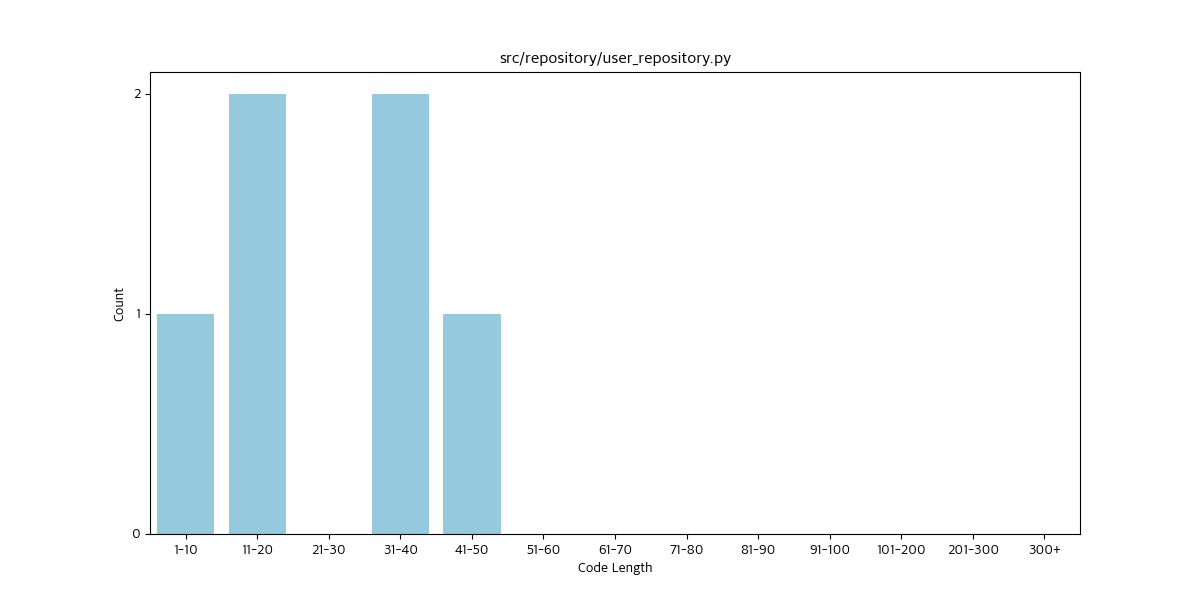 src/repository/user_repository.py
2
1
0
Count
1-10 11-20 21-30 31-40 41-50 51-60 61-70 71-80 81-90 91-100 101-200 201-300 300+
Code Length